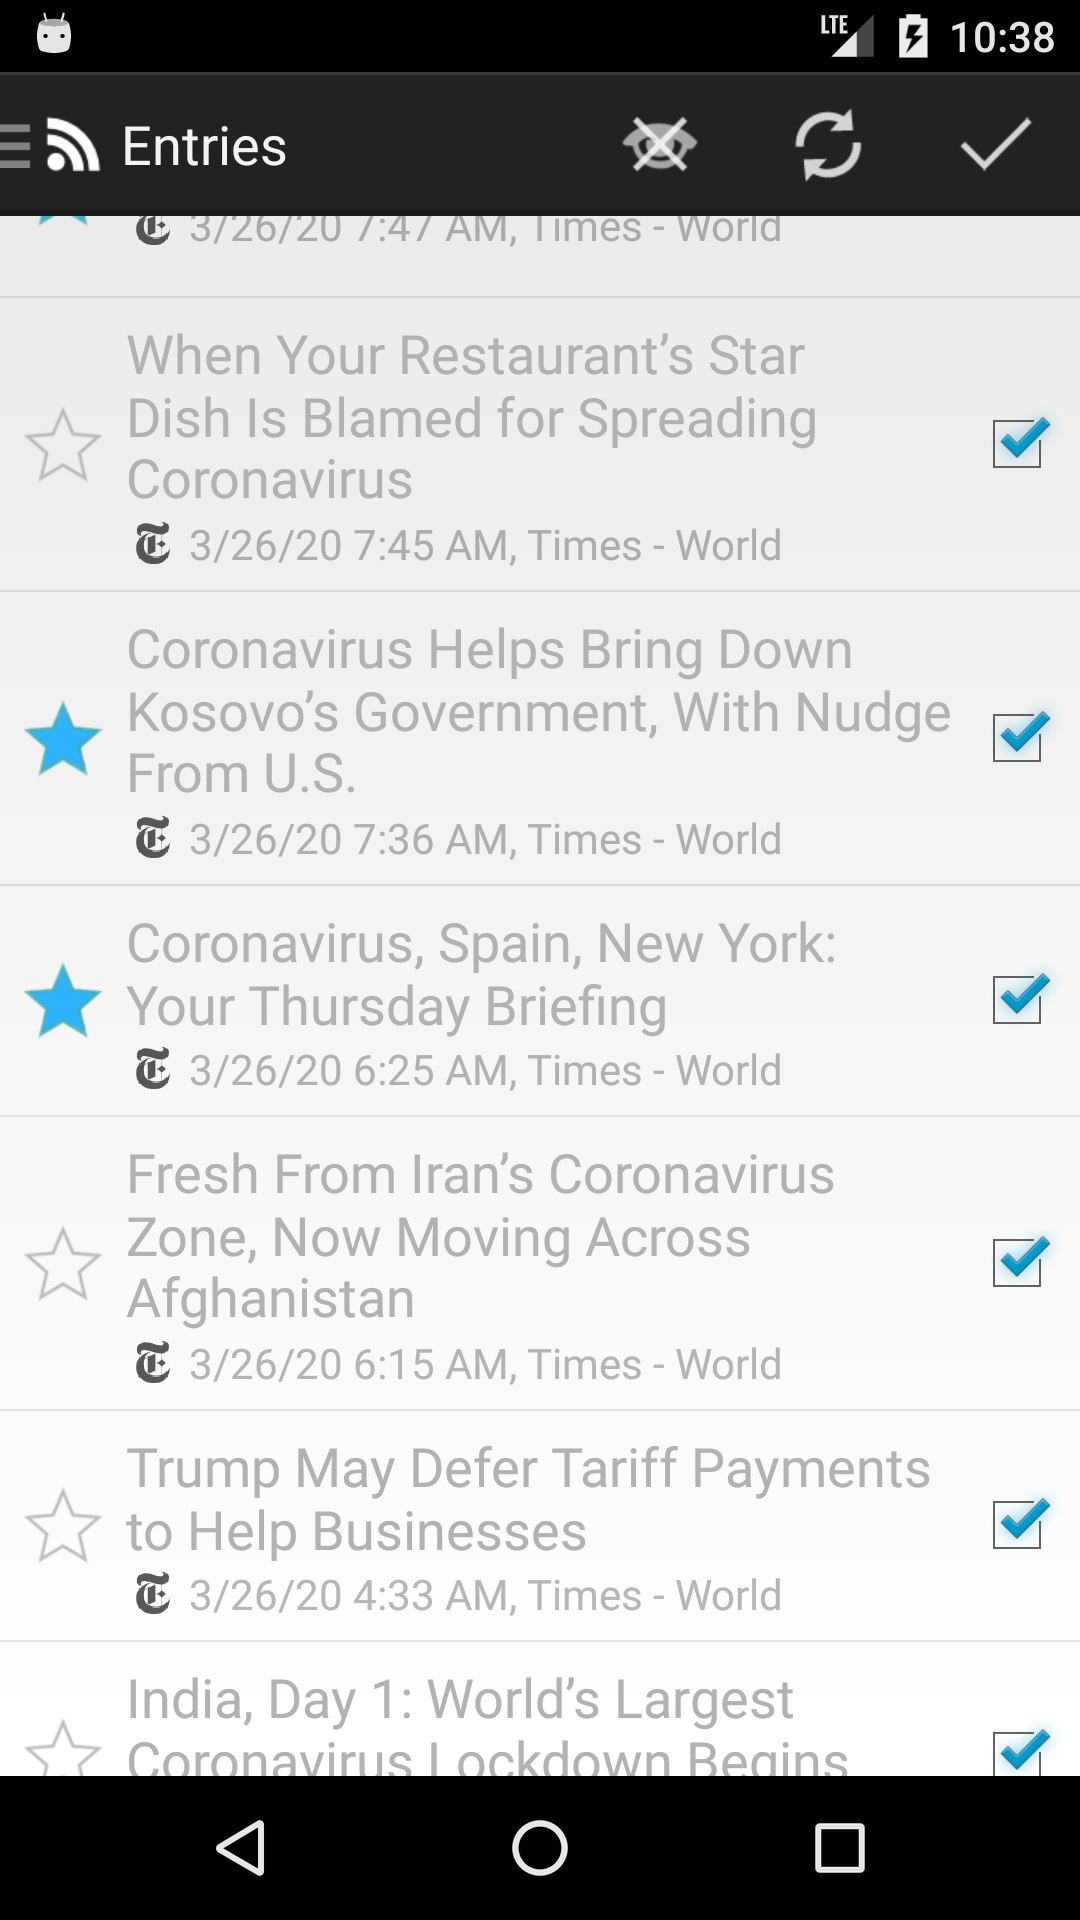 LTE 10:38
Entries
3/26/20 7:47 AM, Times - World
When Your Restaurant’s Star
Dish Is Blamed for Spreading
Coronavirus
3/26/20 7:45 AM, Times - World
Coronavirus Helps Bring Down
Kosovo’s Government, With Nudge
From U.S.
3/26/20 7:36 AM, Times - World
Coronavirus, Spain, New York:
Your Thursday Briefing
3/26/20 6:25 AM, Times - World
Fresh From Iran’s Coronavirus
Zone, Now Moving Across
Afghanistan
3/26/20 6:15 AM, Times - World
Trump May Defer Tariff Payments
to Help Businesses
3/26/20 4:33 AM, Times - World
India, Day 1: World’s Largest
Coronavirus Lockdown Begins